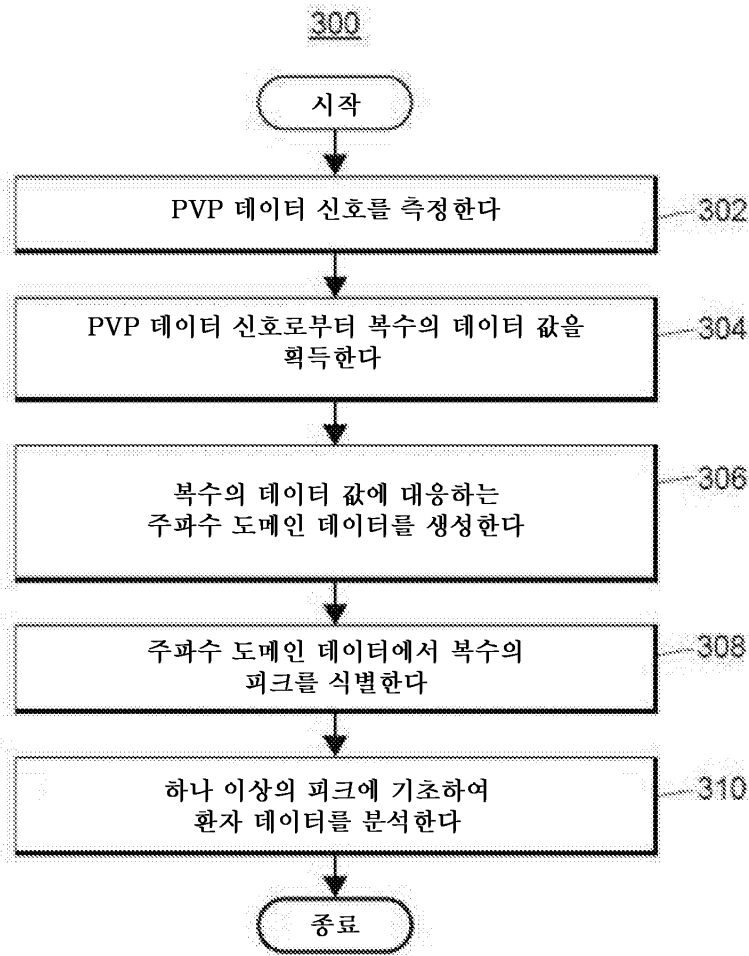 300
시작
PVP 데이터 신호를 측정한다
302
PVP 데이터 신호로부터 복수의 데이터 값을
획득한다
304
복수의 데이터 값에 대응하는
주파수 도메인 데이터를 생성한다
306
주파수 도메인 데이터에서 복수의
피크를 식별한다
308
하나 이상의 피크에 기초하여
환자 데이터를 분석한다
310
종료